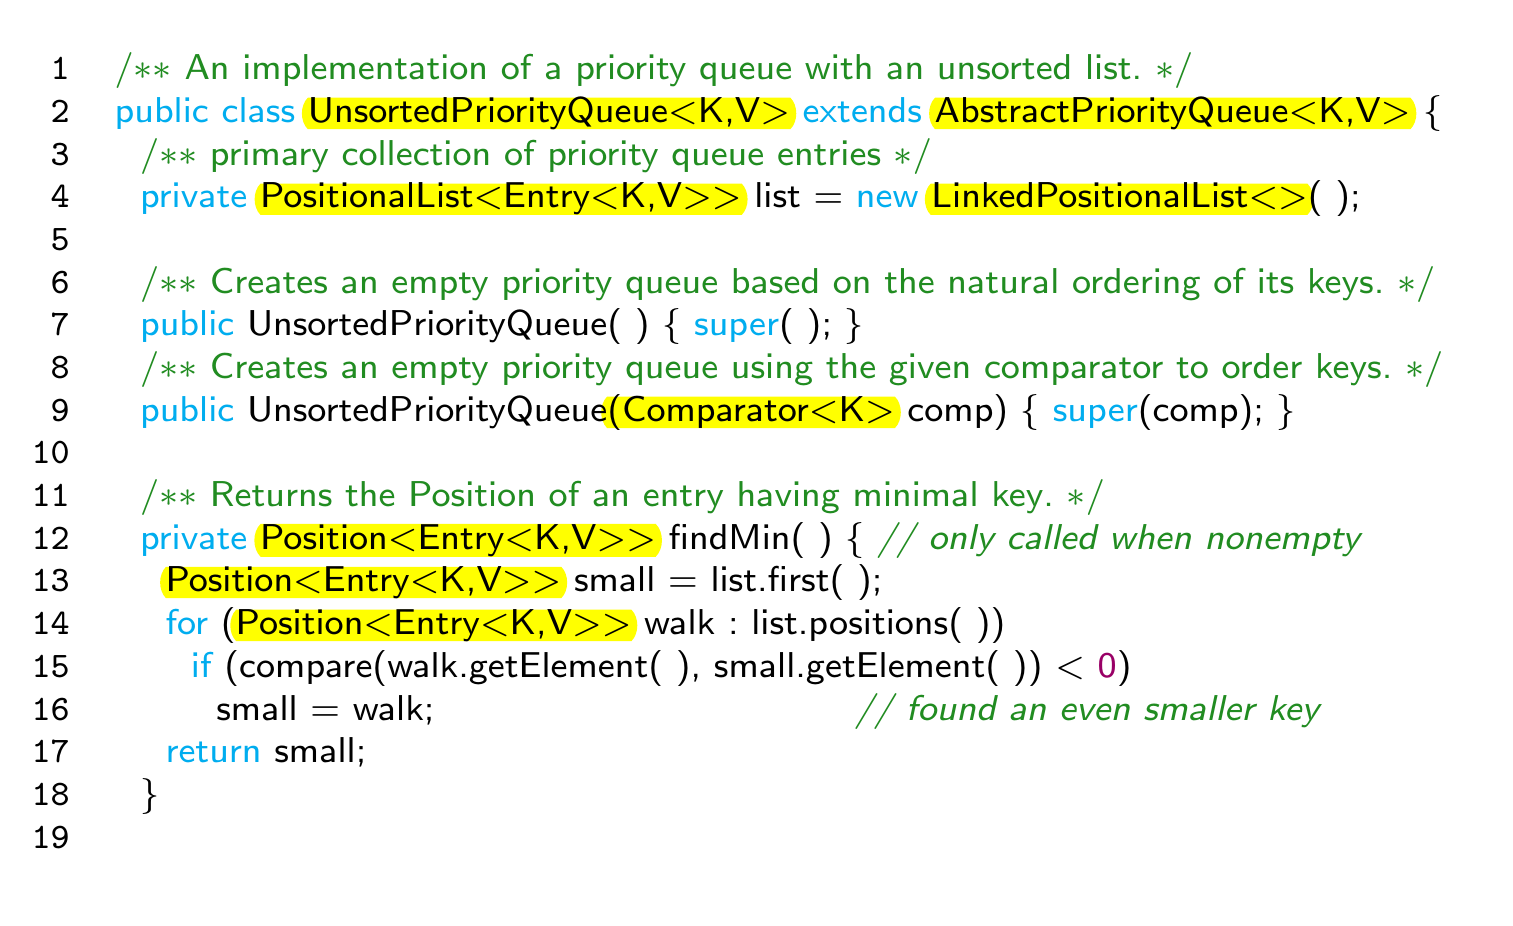 1 /** An implementation of a priority queue with an unsorted list. */
2 public class UnsortedPriorityQueue<K,V> extends AbstractPriorityQueue<K,V> {
3 /** primary collection of priority queue entries */
4 private PositionalList<Entry<K,V>> list = new LinkedPositionalList<>( );
5
6 /** Creates an empty priority queue based on the natural ordering of its keys. */
7 public UnsortedPriorityQueue( ) { super( ); }
8 /** Creates an empty priority queue using the given comparator to order keys. */
9 public UnsortedPriorityQueue(Comparator<K> comp) { super(comp); }
10
11 /** Returns the Position of an entry having minimal key. */
12 private Position<Entry<K,V>> findMin( ) { // only called when nonempty
13 Position<Entry<K,V>> small = list.first( );
14 for (Position<Entry<K,V>> walk : list.positions( ))
15 if (compare(walk.getElement( ), small.getElement( )) < 0)
16 small = walk; // found an even smaller key
17 return small;
18 }
19